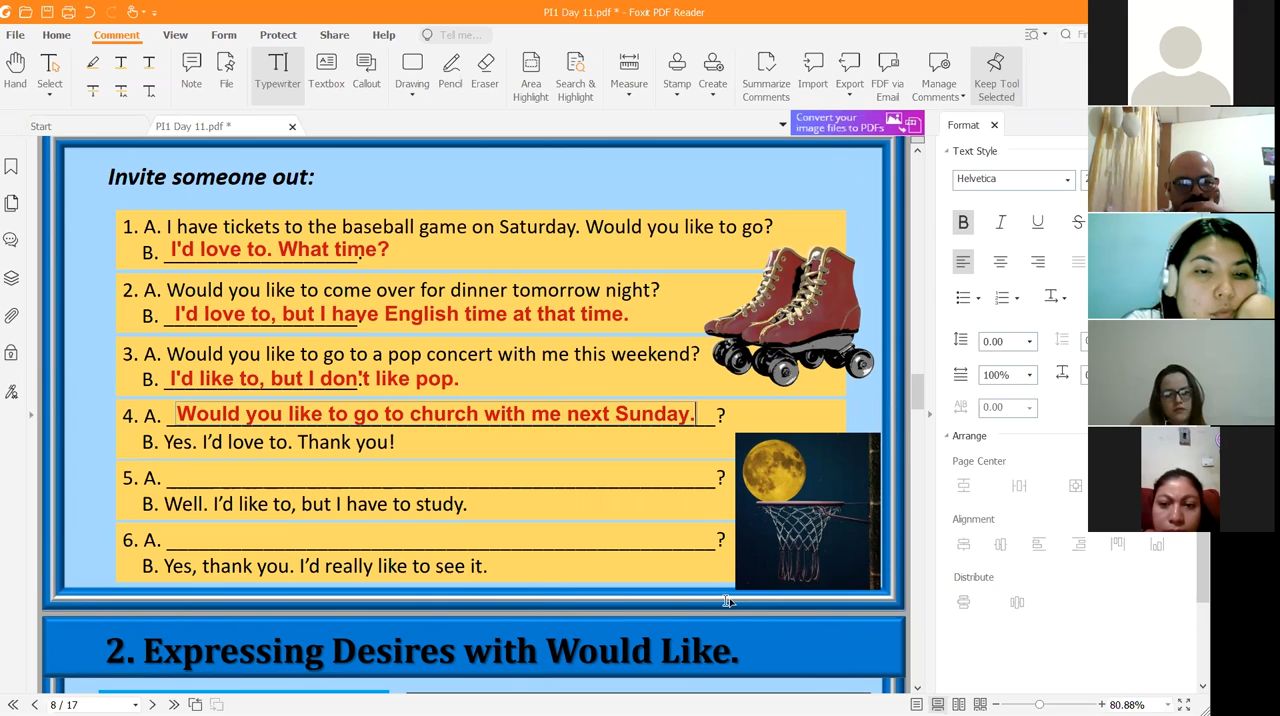 PI1 Day 11.pdf * - Foxit PDF Reader
File Home Comment View Form Protect Share Help Tell me...
Hand Select Note File Typewriter Textbox Callout Drawing Pencil Eraser Area Highlight Search & Highlight Measure Stamp Create Summarize Comments Import Export FDF via Email Manage Comments Keep Tool Selected
Start PI1 Day 11.pdf *
Convert your
image files to PDFs
Format
Text Style
Helvetica
B I U S
0.00
100%
0.00
Arrange
Page Center
Alignment
Distribute
Invite someone out:
1. A. I have tickets to the baseball game on Saturday. Would you like to go?
B. I'd love to. What time?
2. A. Would you like to come over for dinner tomorrow night?
B. I'd love to, but I have English time at that time.
3. A. Would you like to go to a pop concert with me this weekend?
B. I'd like to, but I don't like pop.
4. A. Would you like to go to church with me next Sunday. ?
B. Yes. I'd love to. Thank you!
5. A. ?
B. Well. I'd like to, but I have to study.
6. A. ?
B. Yes, thank you. I'd really like to see it.
2. Expressing Desires with Would Like.
8 / 17
80.88%